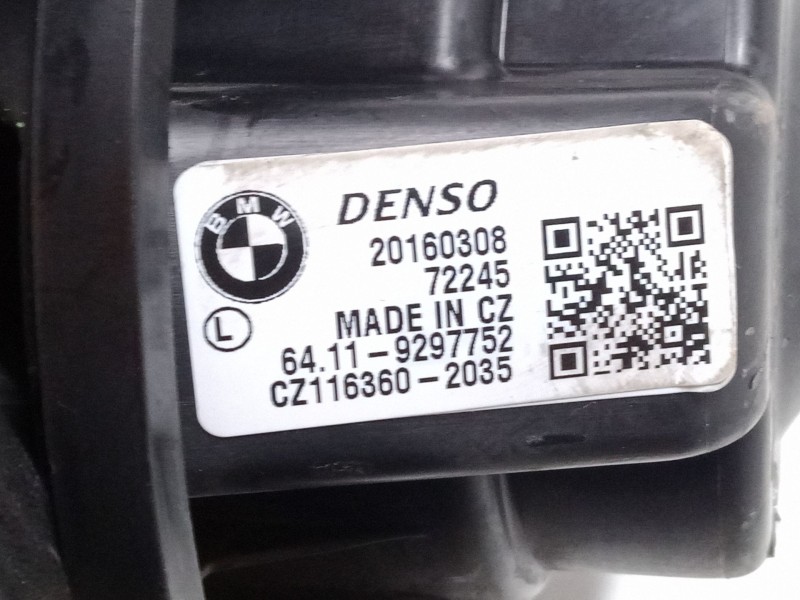 BMW
DENSO
20160308
72245
MADE IN CZ
L
64.11-9297752
CZ116360-2035